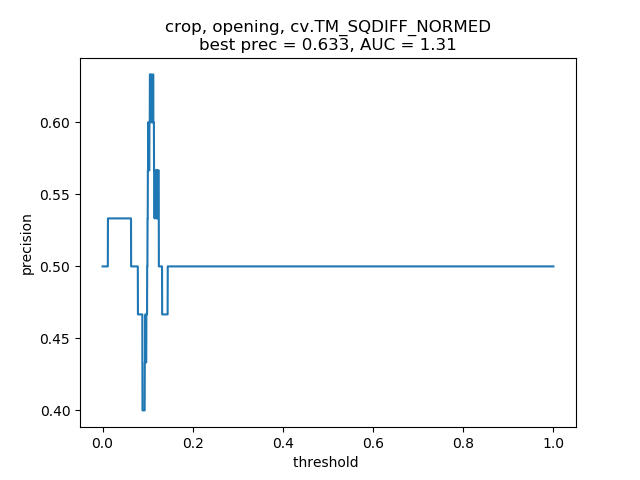 crop, opening, cv.TM_SQDIFF_NORMED
best prec = 0.633, AUC = 1.31
0.60
0.55
0.50
0.45
0.40
precision
0.0 0.2 0.4 0.6 0.8 1.0
threshold